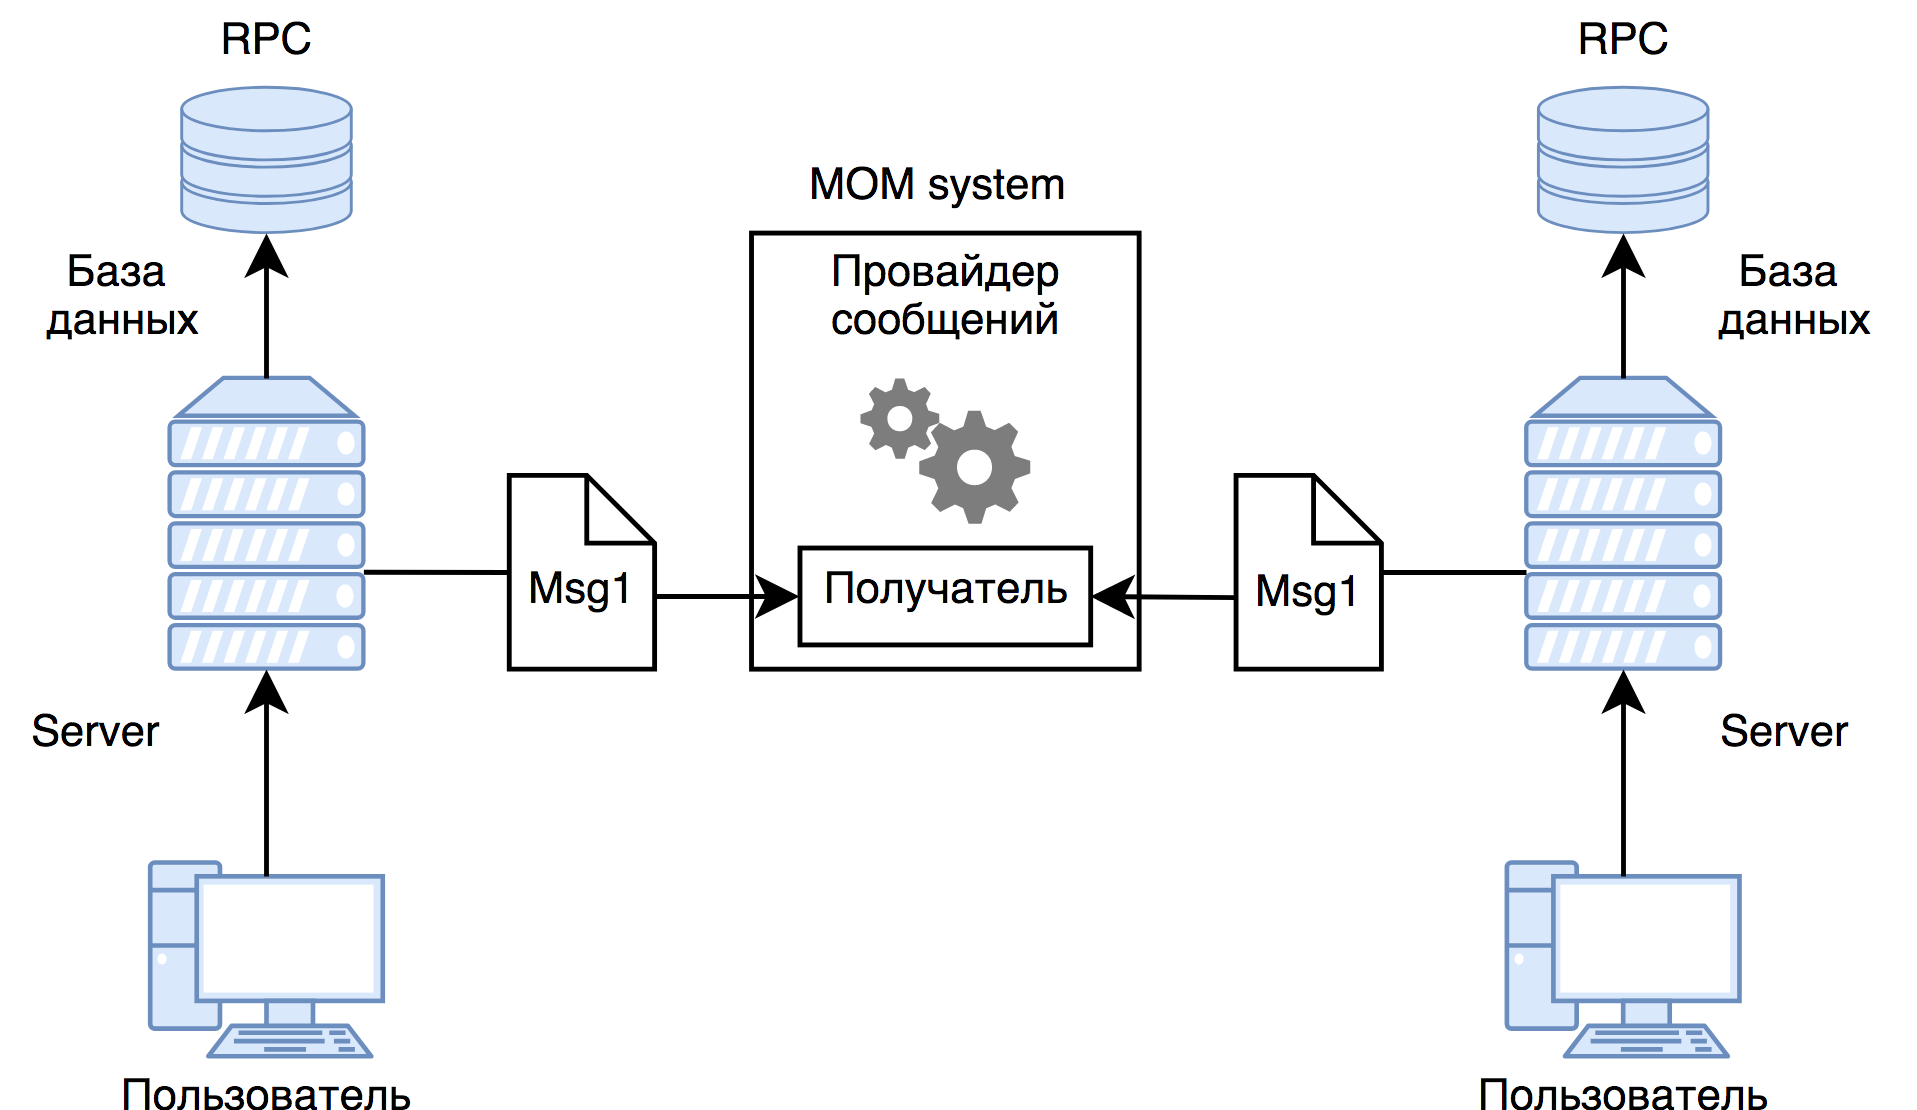 RPC
RPC
MOM system
База
данных
Провайдер
сообщений
База
данных
Msg1
Получатель
Msg1
Server
Server
Пользователь
Пользователь